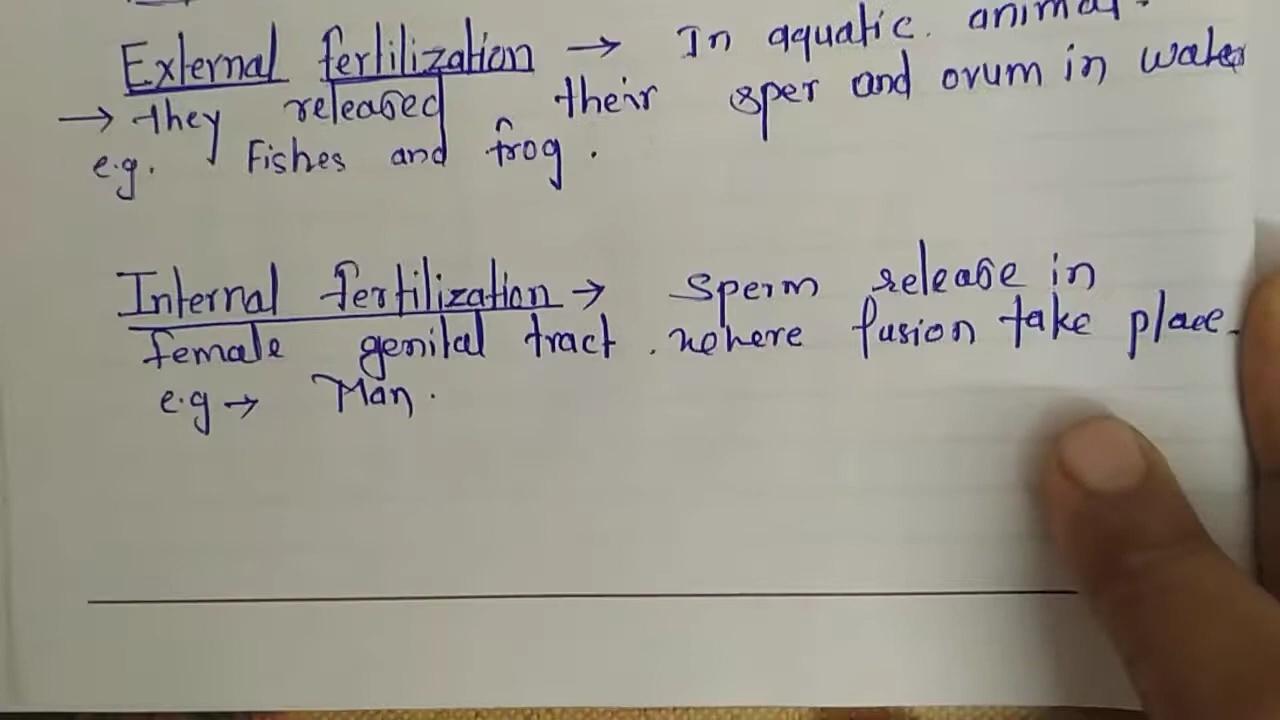 External fertilization → In aquatic. animal.
→ they released their sper and ovum in water
e.g. Fishes and frog.
Internal fertilization → sperm release in
female genital tract. where fusion take place.
e.g → Man.